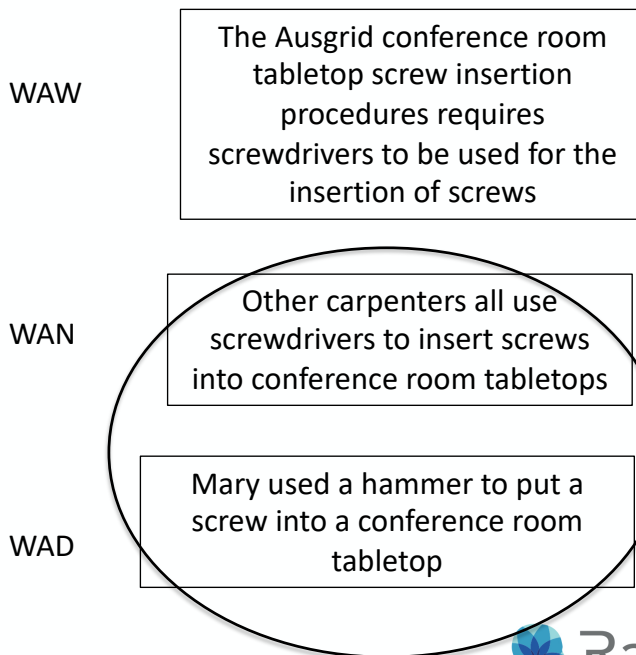 WAW
The Ausgrid conference room
tabletop screw insertion
procedures requires
screwdrivers to be used for the
insertion of screws
WAN
Other carpenters all use
screwdrivers to insert screws
into conference room tabletops
WAD
Mary used a hammer to put a
screw into a conference room
tabletop